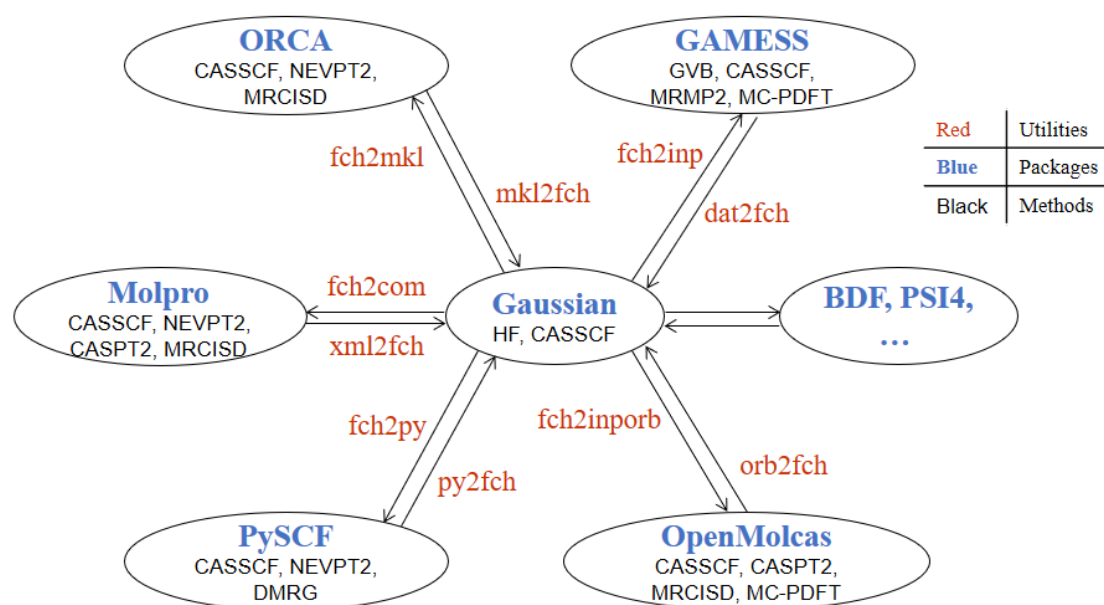 ORCA
CASSCF, NEVPT2,
MRCISD
GAMESS
GVB, CASSCF,
MRMP2, MC-PDFT
Red Utilities
Blue Packages
Black Methods
fch2mkl
mkl2fch
fch2inp
dat2fch
Molpro
CASSCF, NEVPT2,
CASPT2, MRCISD
fch2com
xml2fch
Gaussian
HF, CASSCF
BDF, PSI4,
…
fch2py
py2fch
fch2inporb
orb2fch
PySCF
CASSCF, NEVPT2,
DMRG
OpenMolcas
CASSCF, CASPT2,
MRCISD, MC-PDFT